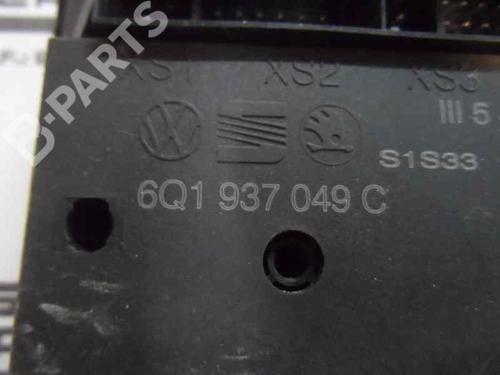 XS1 XS2 XS3
III 5
S1S33
6Q1 937 049 C
B-PARTS